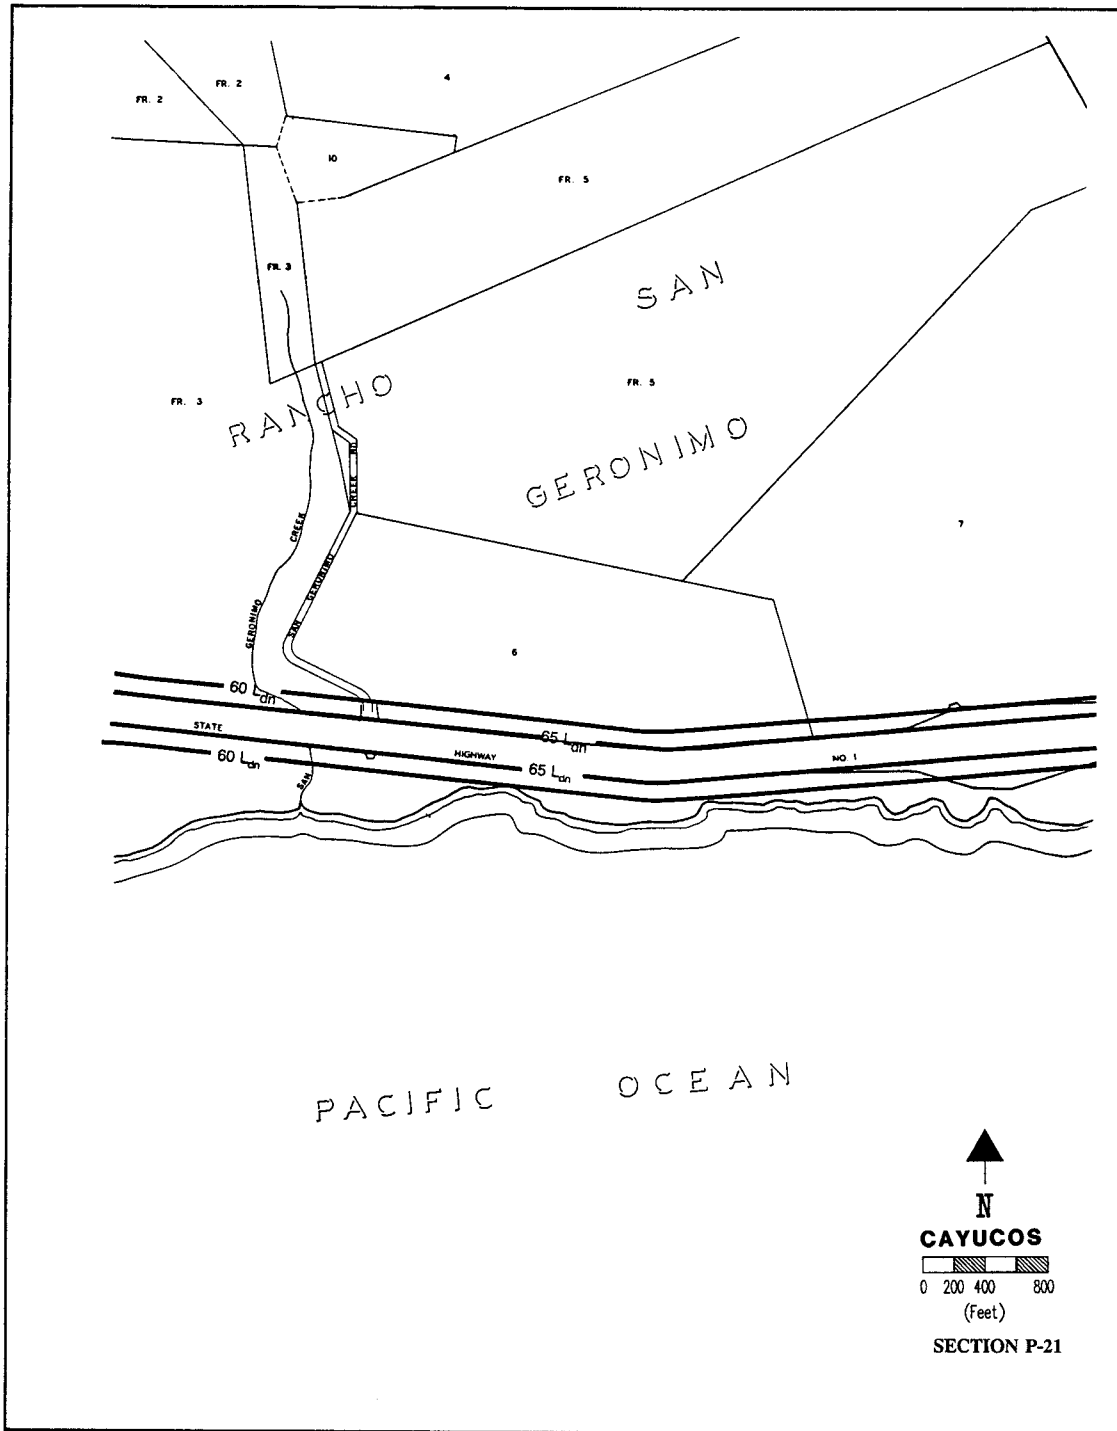 FR. 2
FR. 2
4
10
FR. 5
FR. 3
SAN
FR. 3
RANCHO
FR. 5
GERONIMO
CREEK RD
7
CREEK
GERONIMO
GERONIMO
SAN
6
60 Ldn
STATE
65 Ldn
60 Ldn
HIGHWAY
65 Ldn
NO. 1
SAN
PACIFIC OCEAN
N
CAYUCOS
0 200 400 800
(Feet)
SECTION P-21